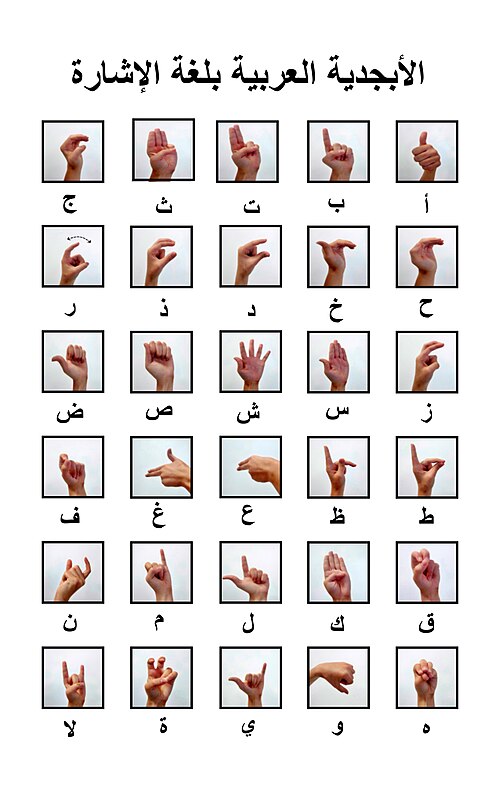 الأبجدية العربية بلغة الإشارة
أ ب ت ث ج
ح خ د ذ ر
ز س ش ص ض
ط ظ ع غ ف
ق ك ل م ن
ه و ي ة لا